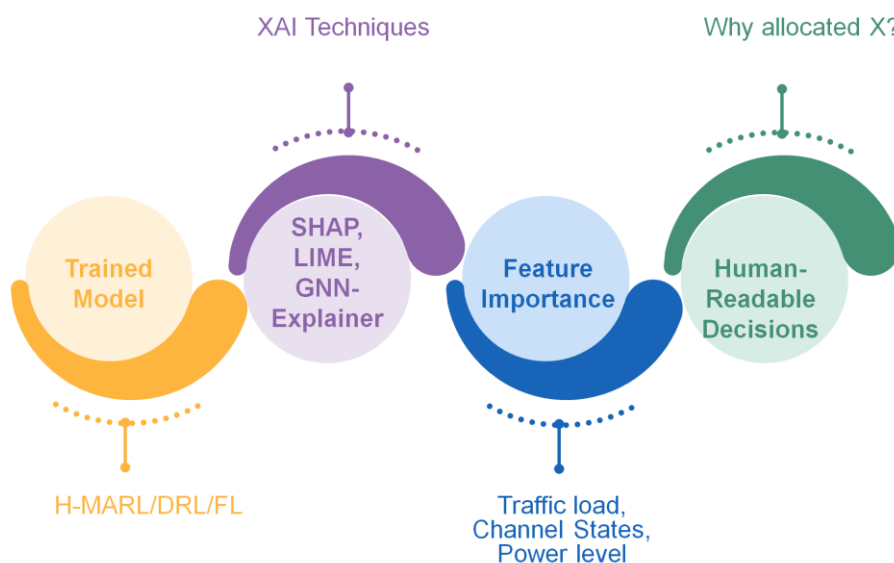 XAI Techniques
Why allocated X?
Trained
Model
SHAP,
LIME,
GNN-
Explainer
Feature
Importance
Human-
Readable
Decisions
H-MARL/DRL/FL
Traffic load,
Channel States,
Power level